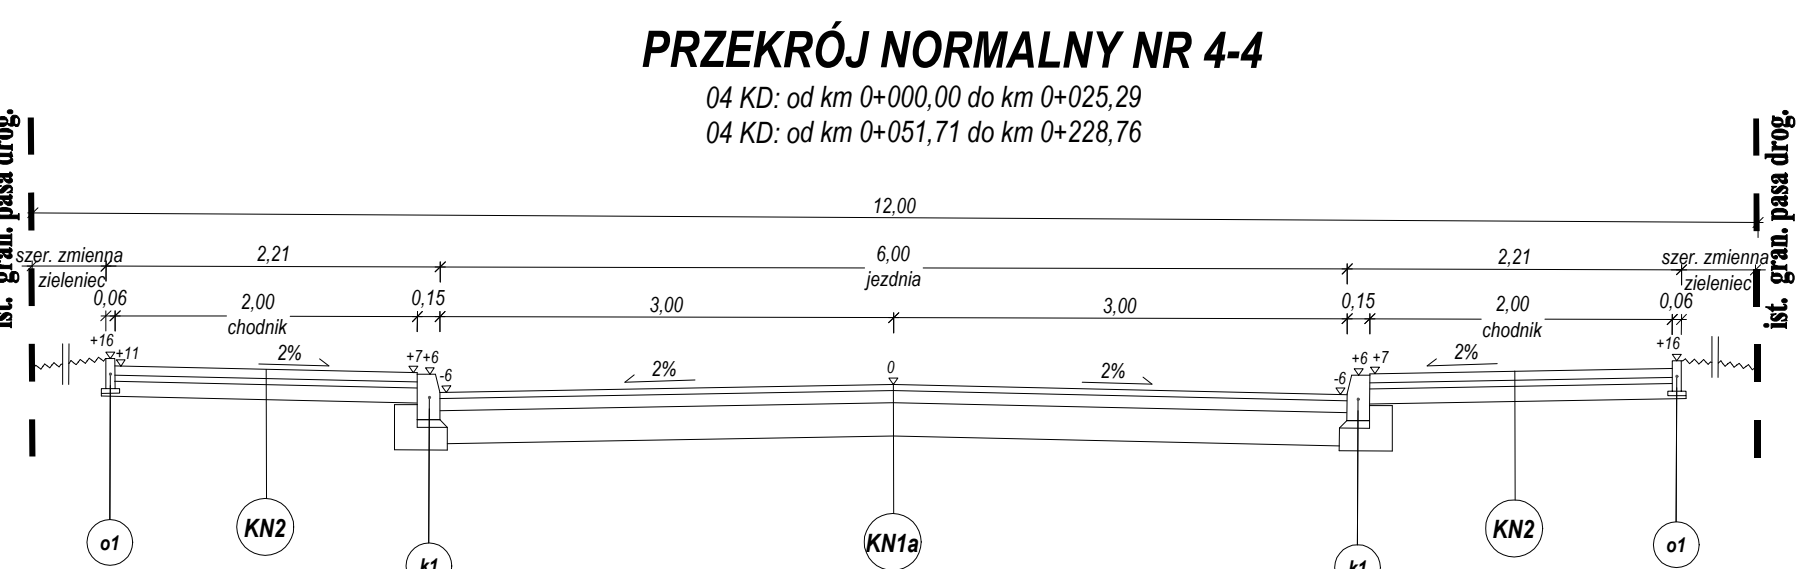 PRZEKRÓJ NORMALNY NR 4-4
04 KD: od km 0+000,00 do km 0+025,29
04 KD: od km 0+051,71 do km 0+228,76
ist. gran. pasa drog.
ist. gran. pasa drog.
12,00
szer. zmienna 2,21 6,00 2,21 szer. zmienna
zieleniec jezdnia zieleniec
0,06 2,00 0,15 3,00 3,00 0,15 2,00 0,06
chodnik chodnik
+16 +11 2% +7 +6 -6 2% 0 2% -6 +6 +7 2% +16
o1 KN2 k1 KN1a k1 KN2 o1